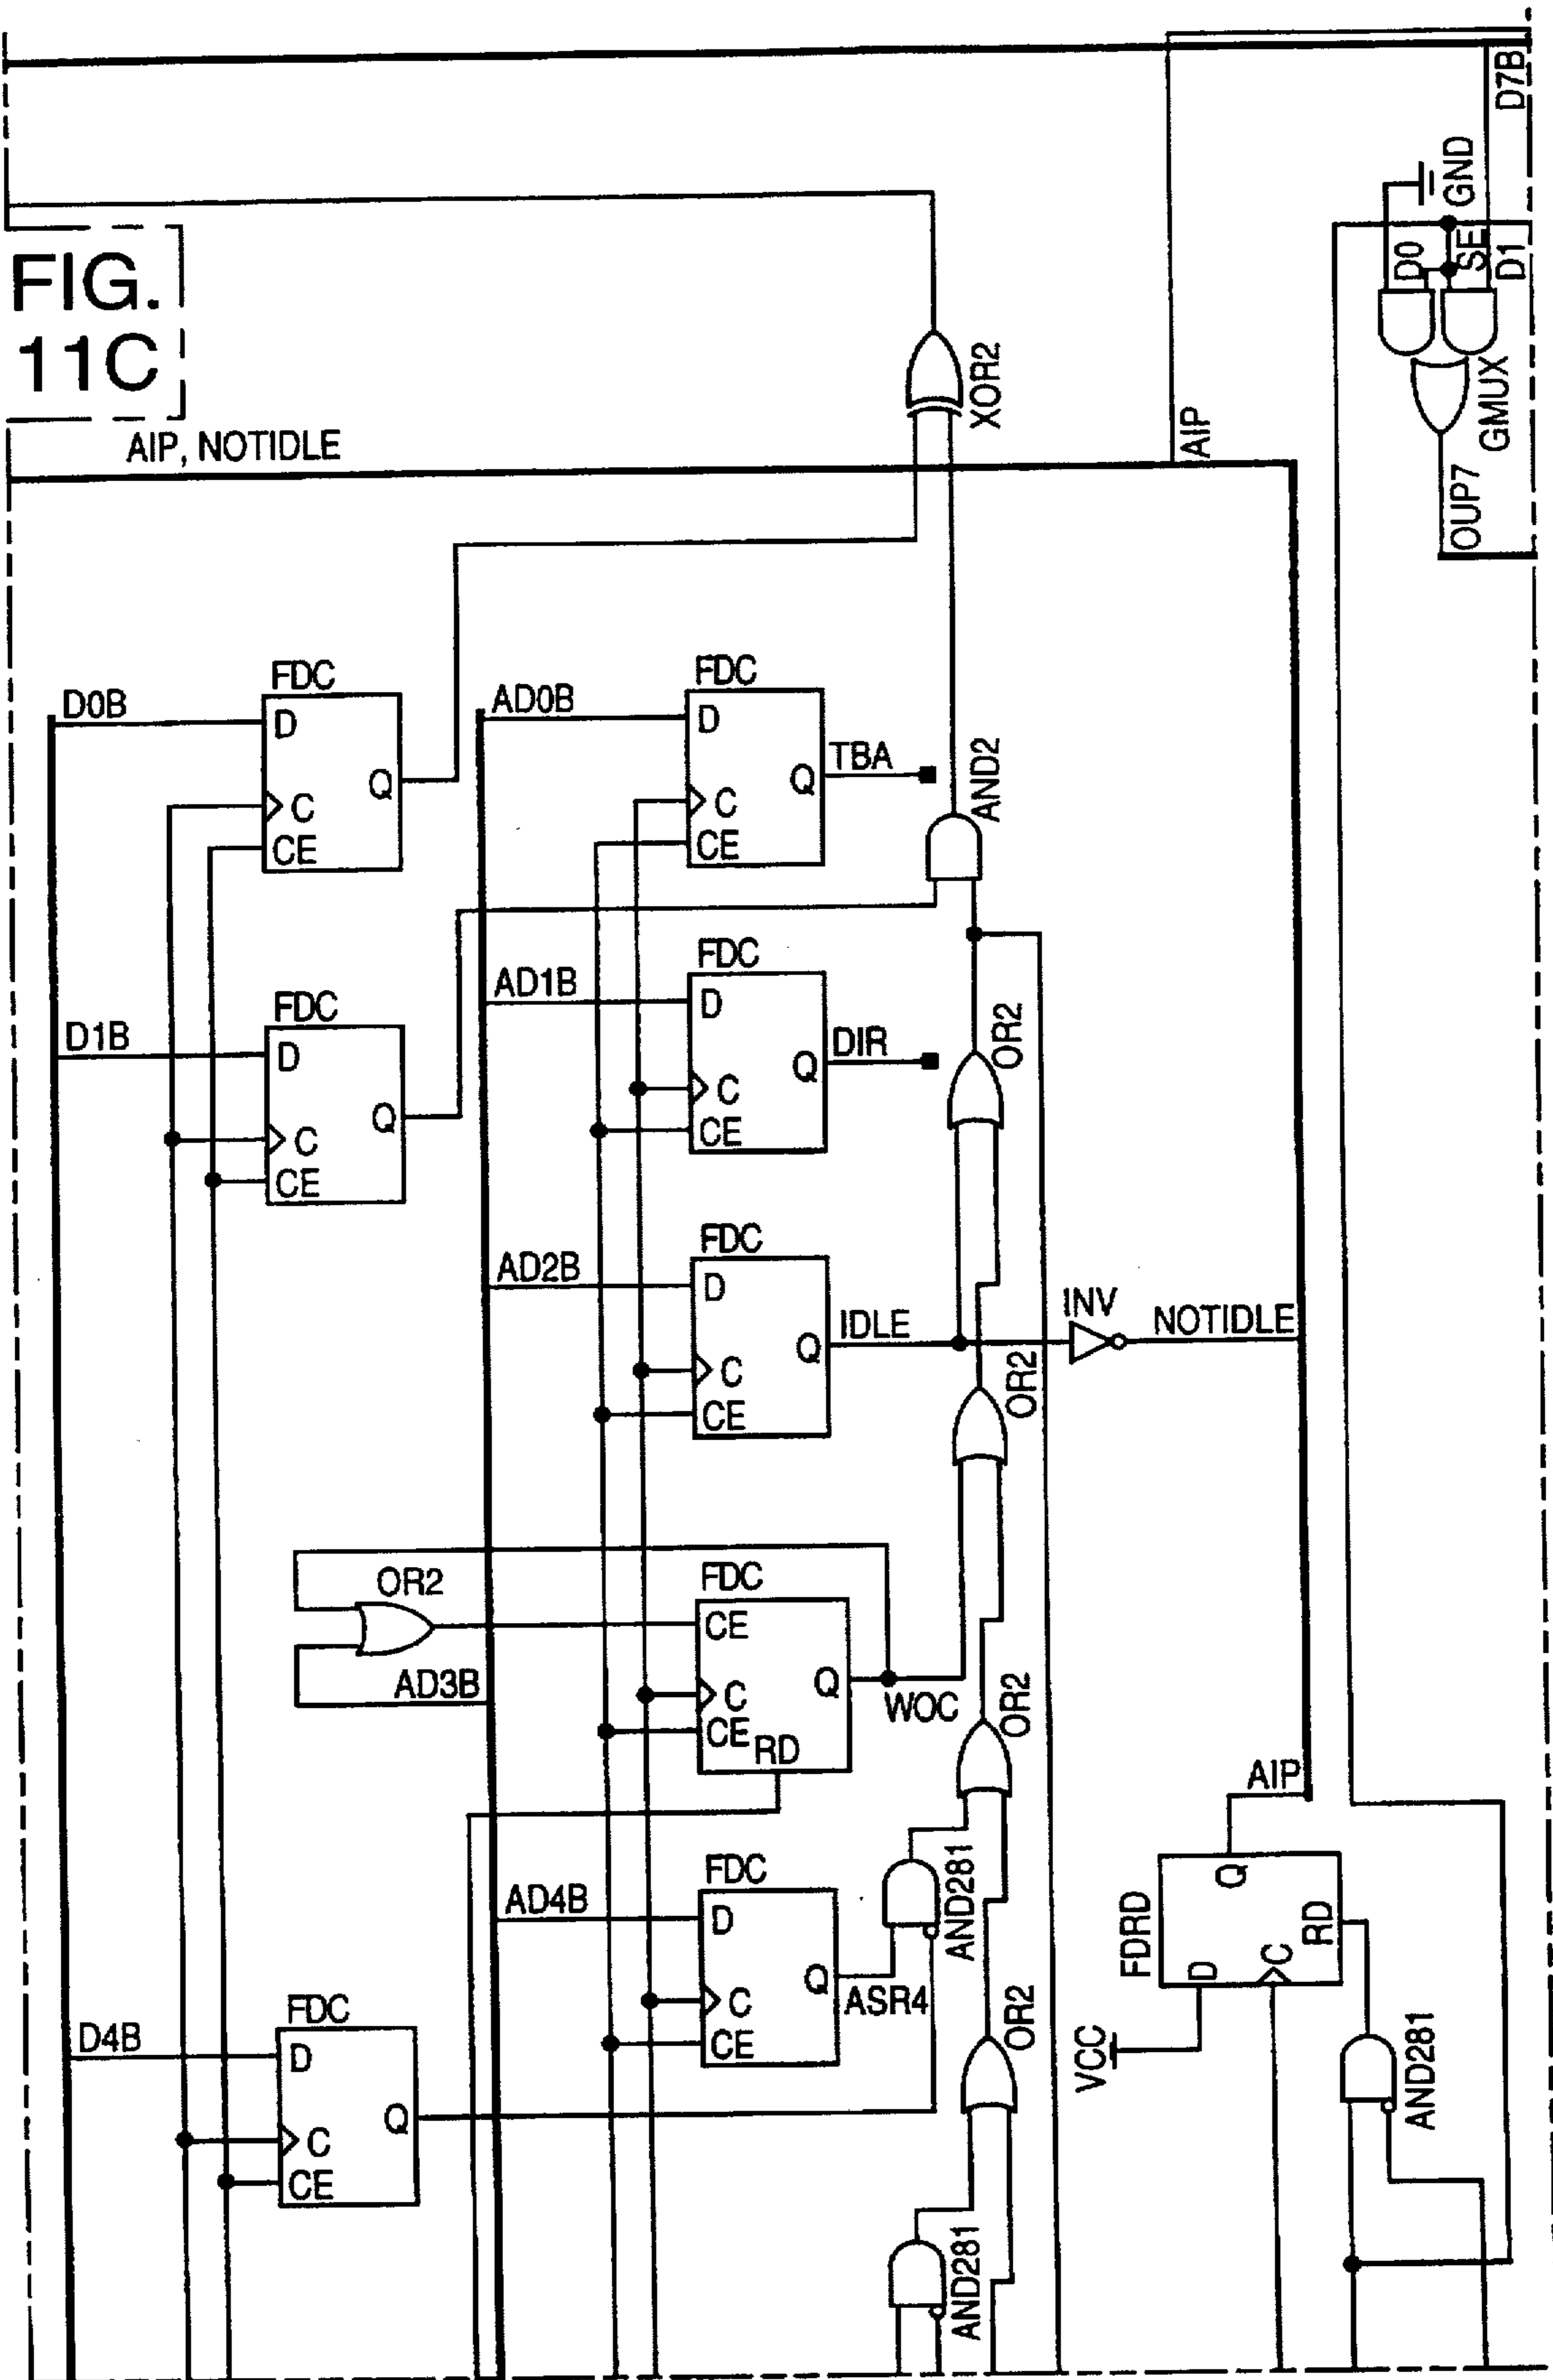 D7B
GND
FIG.
11C
D0
SEL
D1
XOR2
GMUX
AIP, NOTIDLE
AIP
OUP7
FDC
D0B
D
Q
C
CE
FDC
AD0B
D
Q
TBA
C
CE
AND2
FDC
AD1B
D
Q
DIR
C
CE
OR2
FDC
D1B
D
Q
C
CE
FDC
AD2B
D
Q
IDLE
C
CE
INV
NOTIDLE
OR2
OR2
AD3B
FDC
CE
Q
C
CE
RD
WOC
OR2
AIP
FDC
AD4B
D
Q
ASR4
C
CE
AND281
FDRD
Q
D
C
RD
FDC
D4B
D
Q
C
CE
OR2
VCC
AND281
AND281